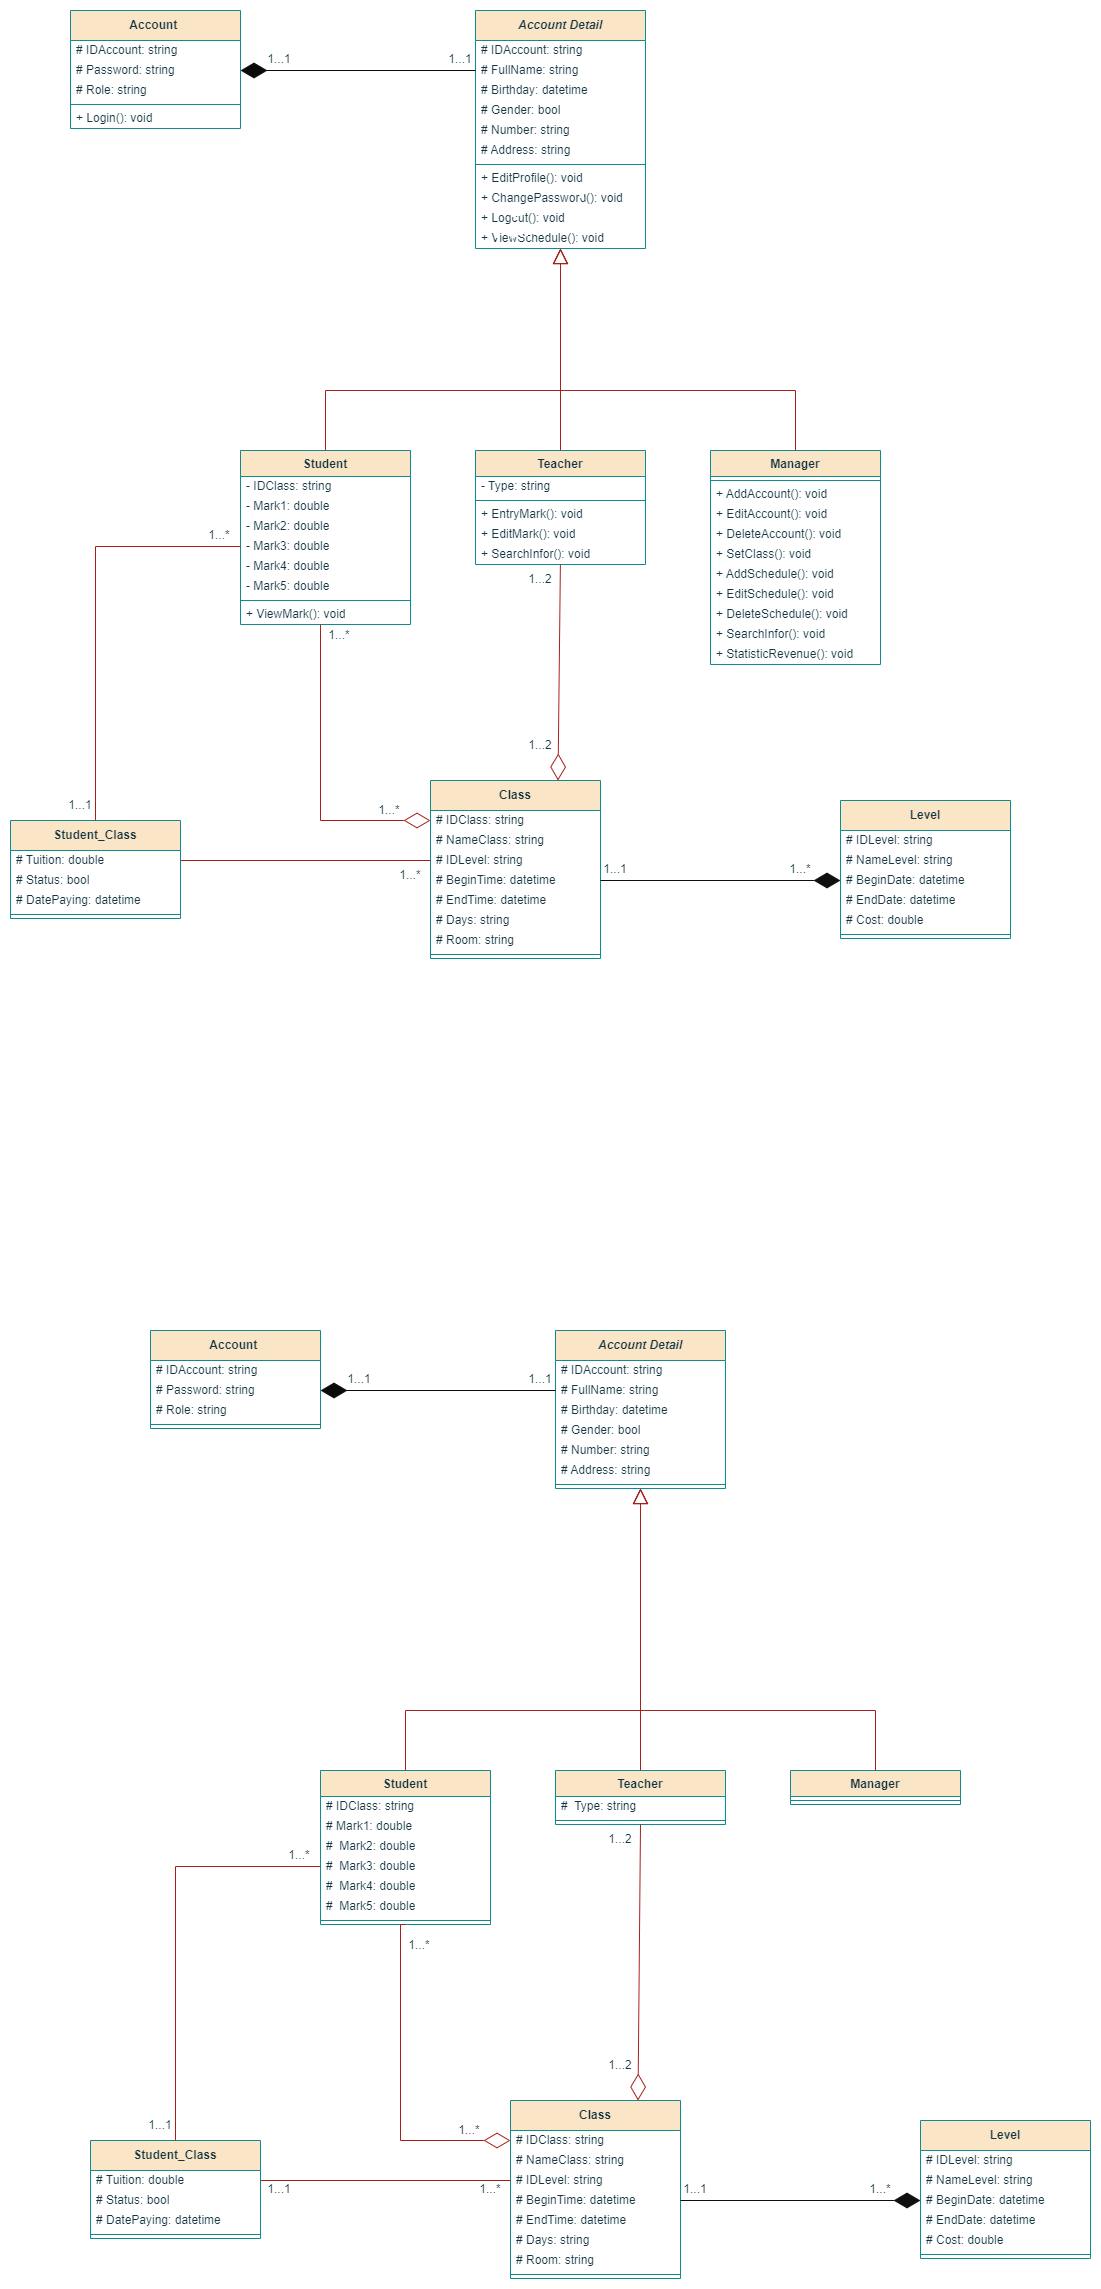 Account
# IDAccount: string
# Password: string
# Role: string
+ Login(): void
1...1
1...1
Account Detail
# IDAccount: string
# FullName: string
# Birthday: datetime
# Gender: bool
# Number: string
# Address: string
+ EditProfile(): void
+ ChangePassword(): void
+ Logout(): void
+ ViewSchedule(): void
Student
- IDClass: string
- Mark1: double
- Mark2: double
- Mark3: double
- Mark4: double
- Mark5: double
+ ViewMark(): void
Teacher
- Type: string
+ EntryMark(): void
+ EditMark(): void
+ SearchInfor(): void
Manager
+ AddAccount(): void
+ EditAccount(): void
+ DeleteAccount(): void
+ SetClass(): void
+ AddSchedule(): void
+ EditSchedule(): void
+ DeleteSchedule(): void
+ SearchInfor(): void
+ StatisticRevenue(): void
1...*
1...2
1...*
1...2
1...1
1...*
Student_Class
# Tuition: double
# Status: bool
# DatePaying: datetime
1...*
Class
# IDClass: string
# NameClass: string
# IDLevel: string
# BeginTime: datetime
# EndTime: datetime
# Days: string
# Room: string
1...1
1...*
Level
# IDLevel: string
# NameLevel: string
# BeginDate: datetime
# EndDate: datetime
# Cost: double
Account
# IDAccount: string
# Password: string
# Role: string
1...1
1...1
Account Detail
# IDAccount: string
# FullName: string
# Birthday: datetime
# Gender: bool
# Number: string
# Address: string
Student
# IDClass: string
# Mark1: double
#  Mark2: double
#  Mark3: double
#  Mark4: double
#  Mark5: double
Teacher
#  Type: string
Manager
1...2
1...*
1...*
1...2
1...1
1...*
Student_Class
# Tuition: double
# Status: bool
# DatePaying: datetime
1...1
1...*
Class
# IDClass: string
# NameClass: string
# IDLevel: string
# BeginTime: datetime
# EndTime: datetime
# Days: string
# Room: string
1...1
1...*
Level
# IDLevel: string
# NameLevel: string
# BeginDate: datetime
# EndDate: datetime
# Cost: double